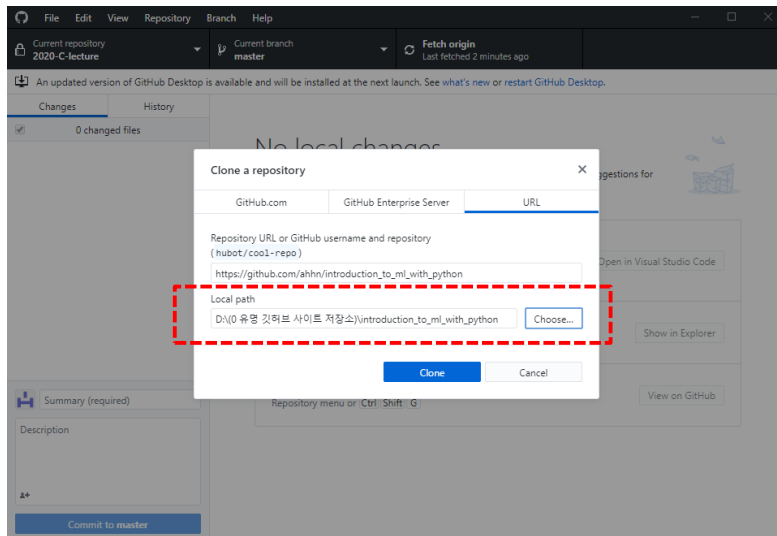 File Edit View Repository Branch Help
Current repository
2020-C-lecture
Current branch
master
Fetch origin
Last fetched 2 minutes ago
An updated version of GitHub Desktop is available and will be installed at the next launch. See what's new or restart GitHub Desktop.
Changes History
0 changed files
No local changes
ggestions for
Clone a repository
GitHub.com GitHub Enterprise Server URL
Repository URL or GitHub username and repository
(hubot/cool-repo)
https://github.com/ahhn/introduction_to_ml_with_python
Local path
D:\(0 유명 깃허브 사이트 저장소)\introduction_to_ml_with_python Choose...
Clone Cancel
Open in Visual Studio Code
Show in Explorer
View on GitHub
Repository menu or Ctrl Shift G
Summary (required)
Description
Commit to master